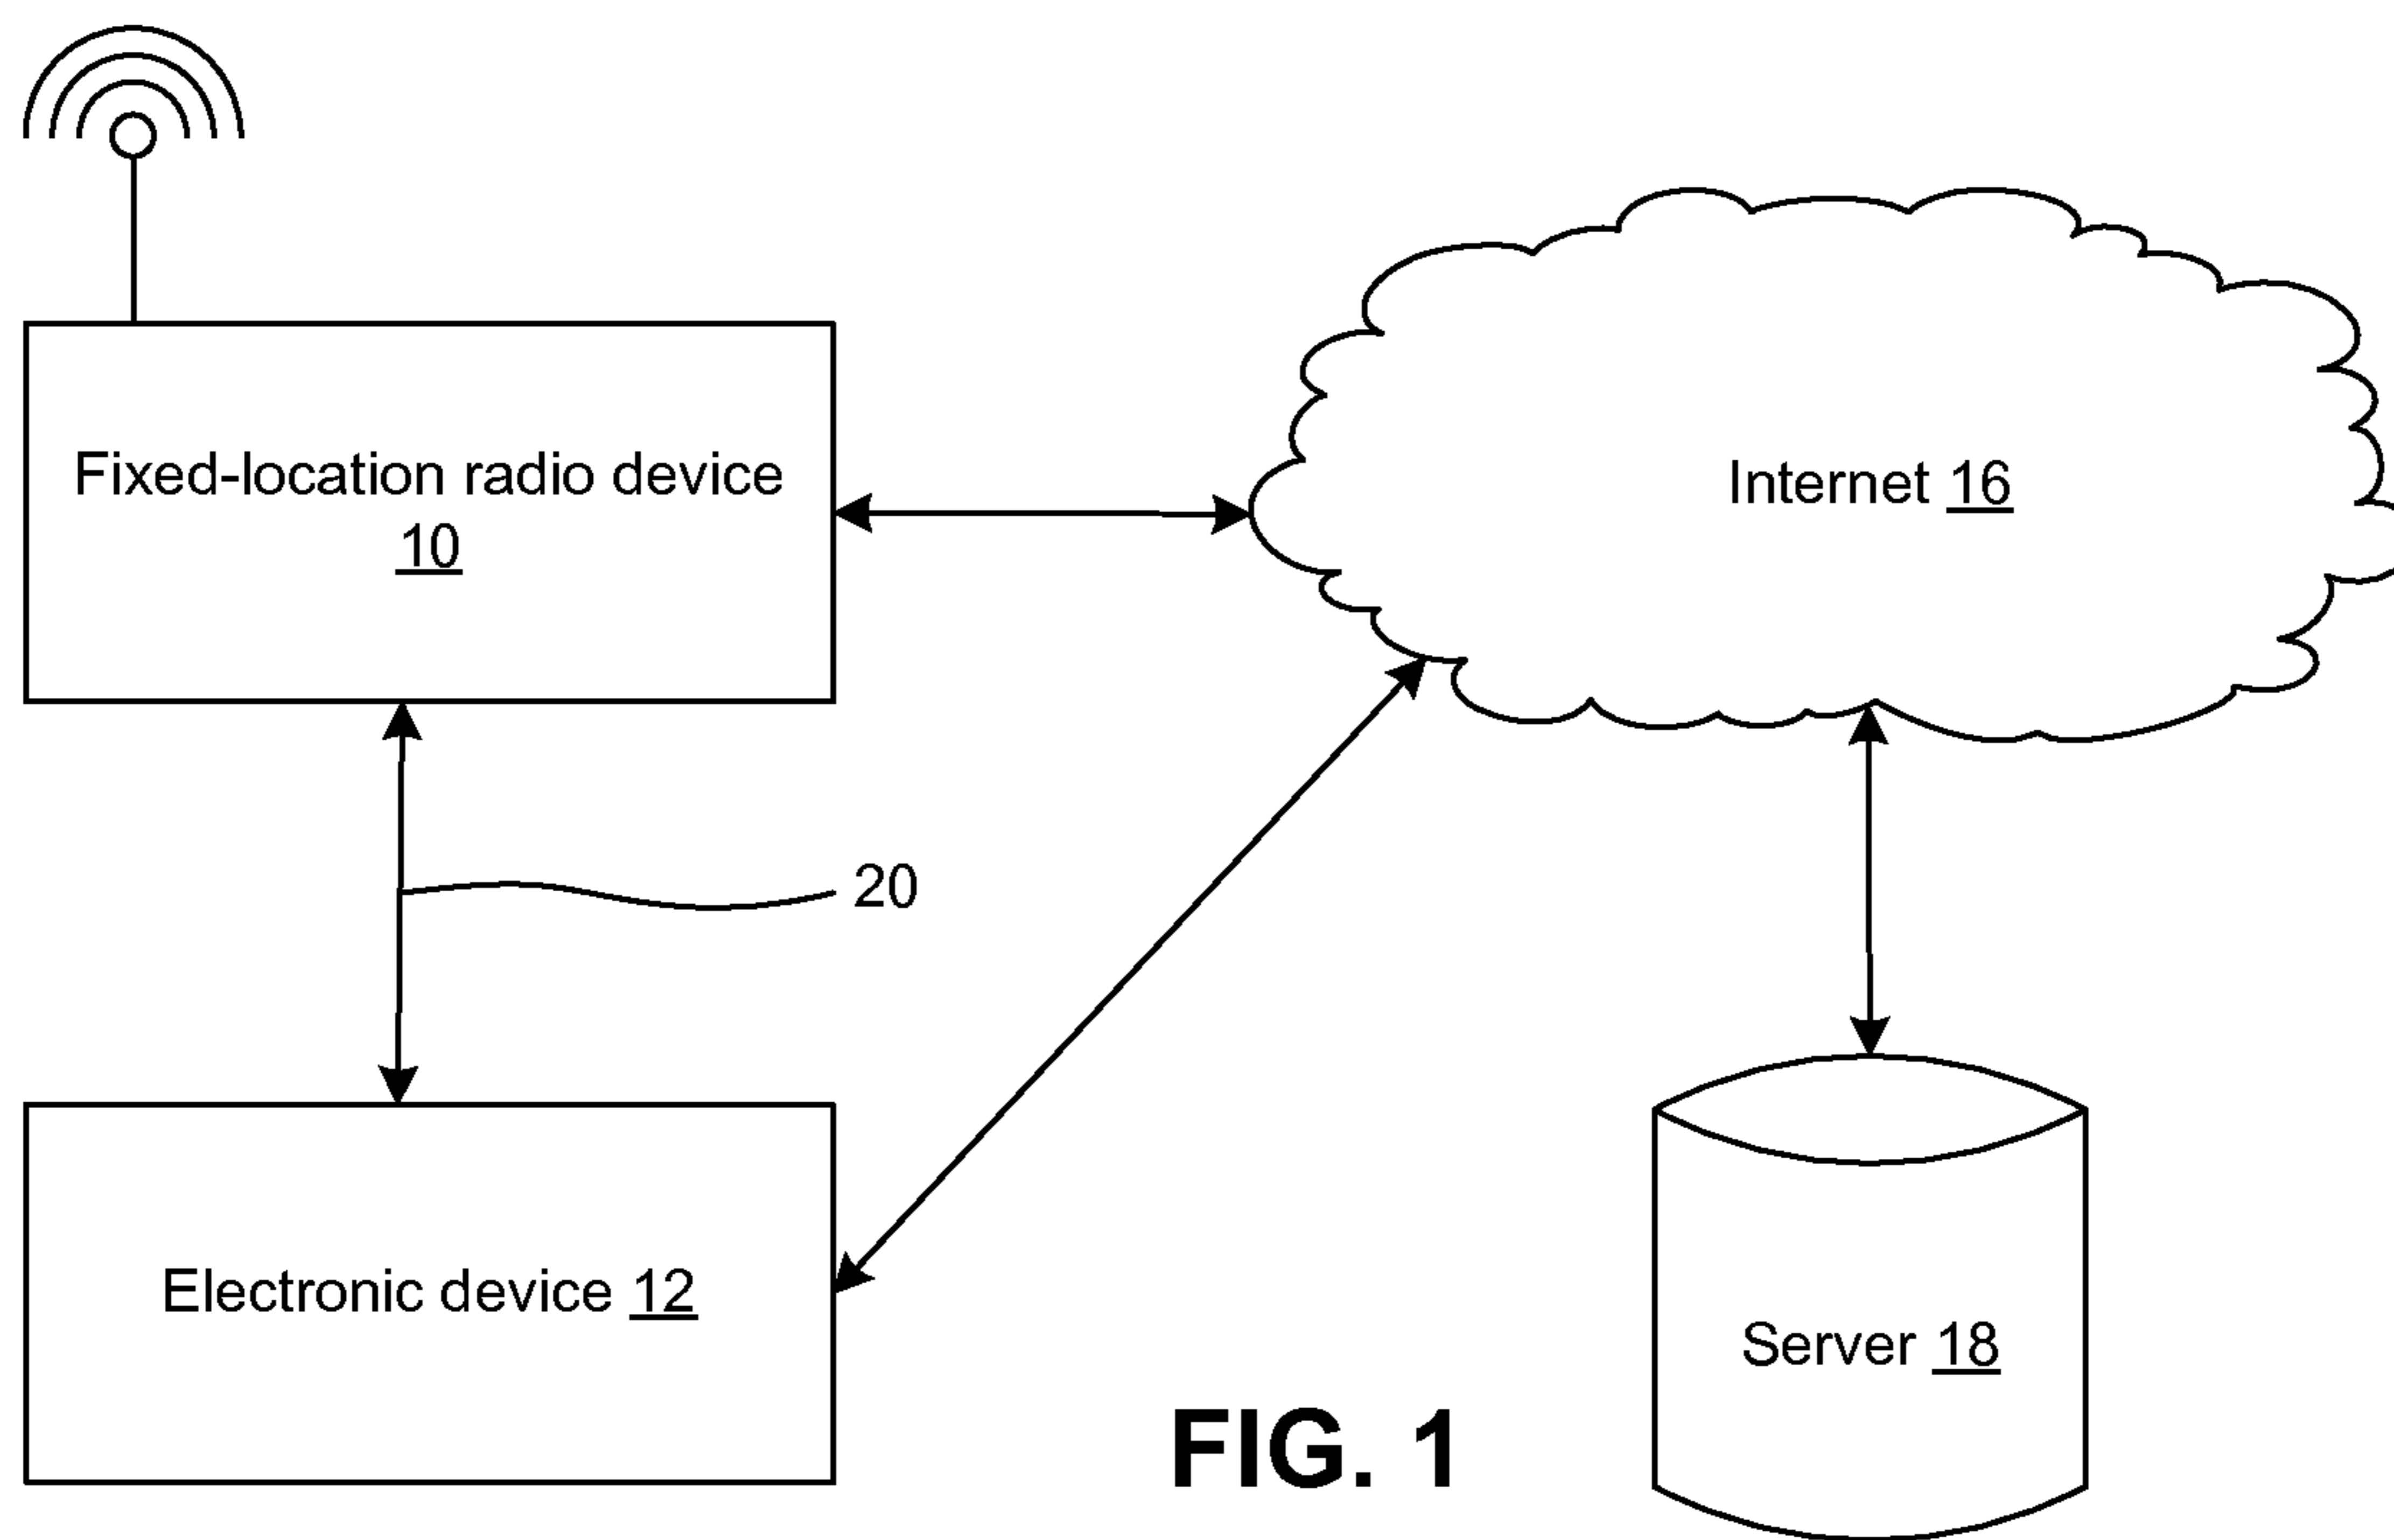 Fixed-location radio device
10
Internet 16
20
Electronic device 12
Server 18
FIG. 1